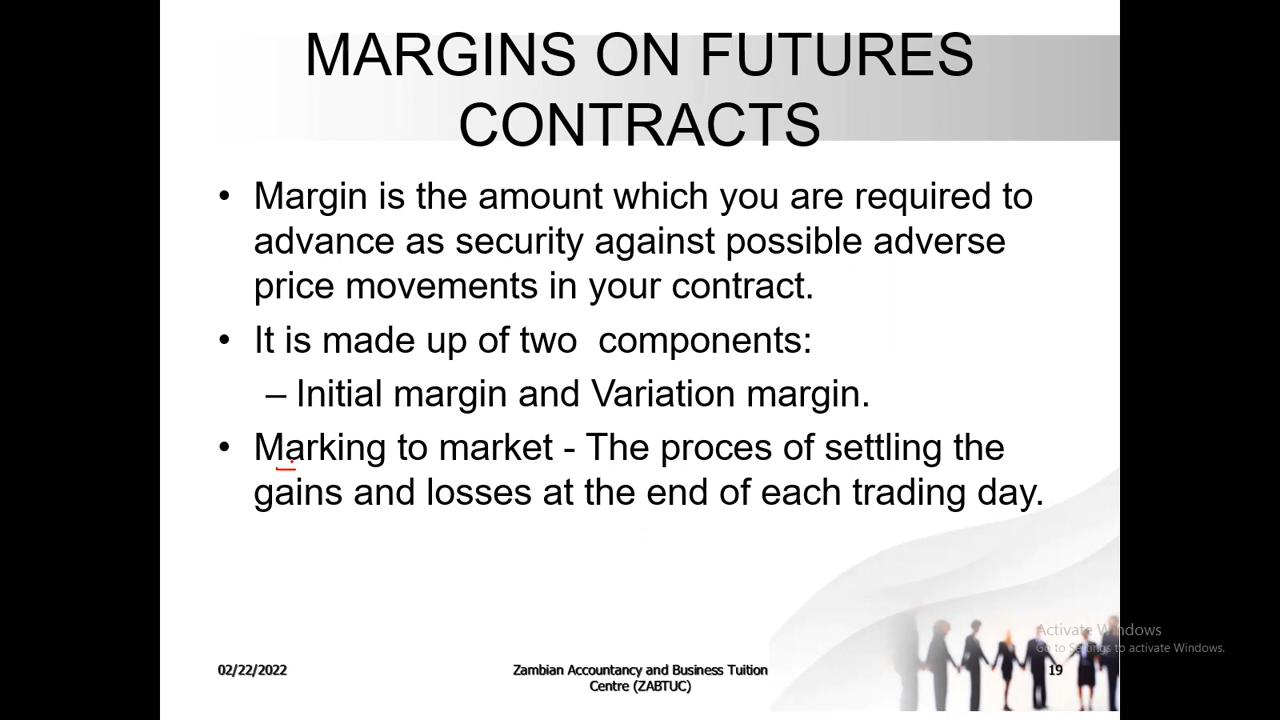 MARGINS ON FUTURES
CONTRACTS
• Margin is the amount which you are required to
advance as security against possible adverse
price movements in your contract.
• It is made up of two  components:
– Initial margin and Variation margin.
• Marking to market - The proces of settling the
gains and losses at the end of each trading day.
Activate Windows
Go to Settings to activate Windows.
02/22/2022
Zambian Accountancy and Business Tuition
Centre (ZABTUC)
19